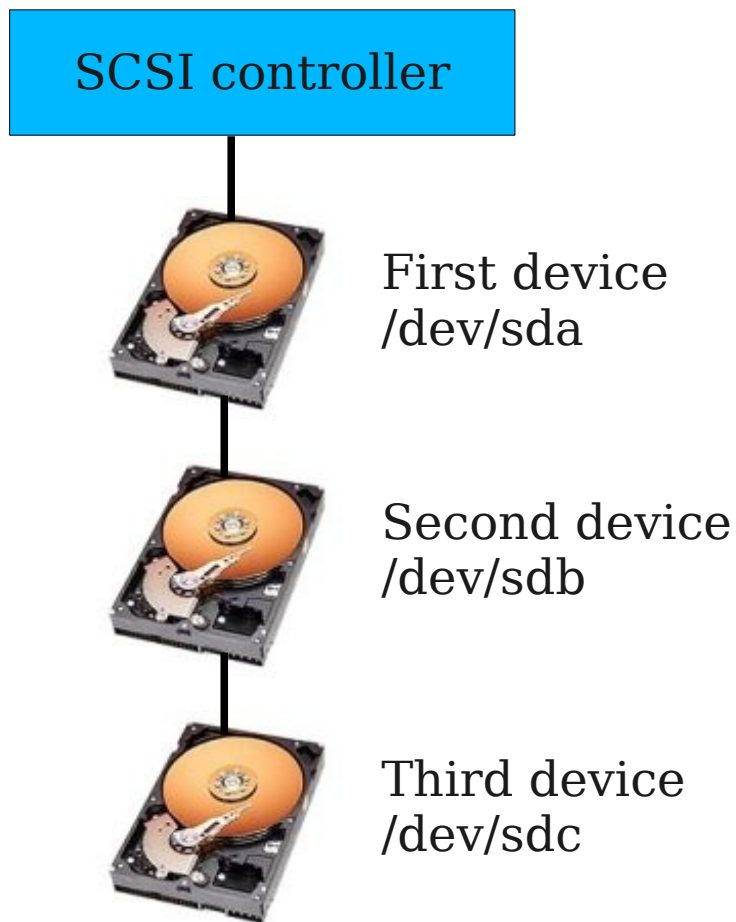 SCSI controller
First device
/dev/sda
Second device
/dev/sdb
Third device
/dev/sdc